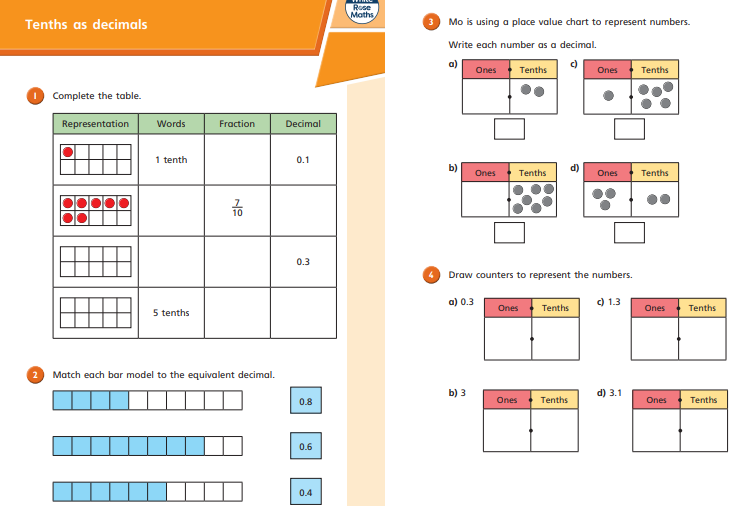 Tenths as decimals
White
Rose
Maths
1 Complete the table.
Representation Words Fraction Decimal
1 tenth 0.1
7
10
0.3
5 tenths
2 Match each bar model to the equivalent decimal.
0.8
0.6
0.4
3 Mo is using a place value chart to represent numbers.
Write each number as a decimal.
a) Ones Tenths
c) Ones Tenths
b) Ones Tenths
d) Ones Tenths
4 Draw counters to represent the numbers.
a) 0.3 Ones Tenths
c) 1.3 Ones Tenths
b) 3 Ones Tenths
d) 3.1 Ones Tenths